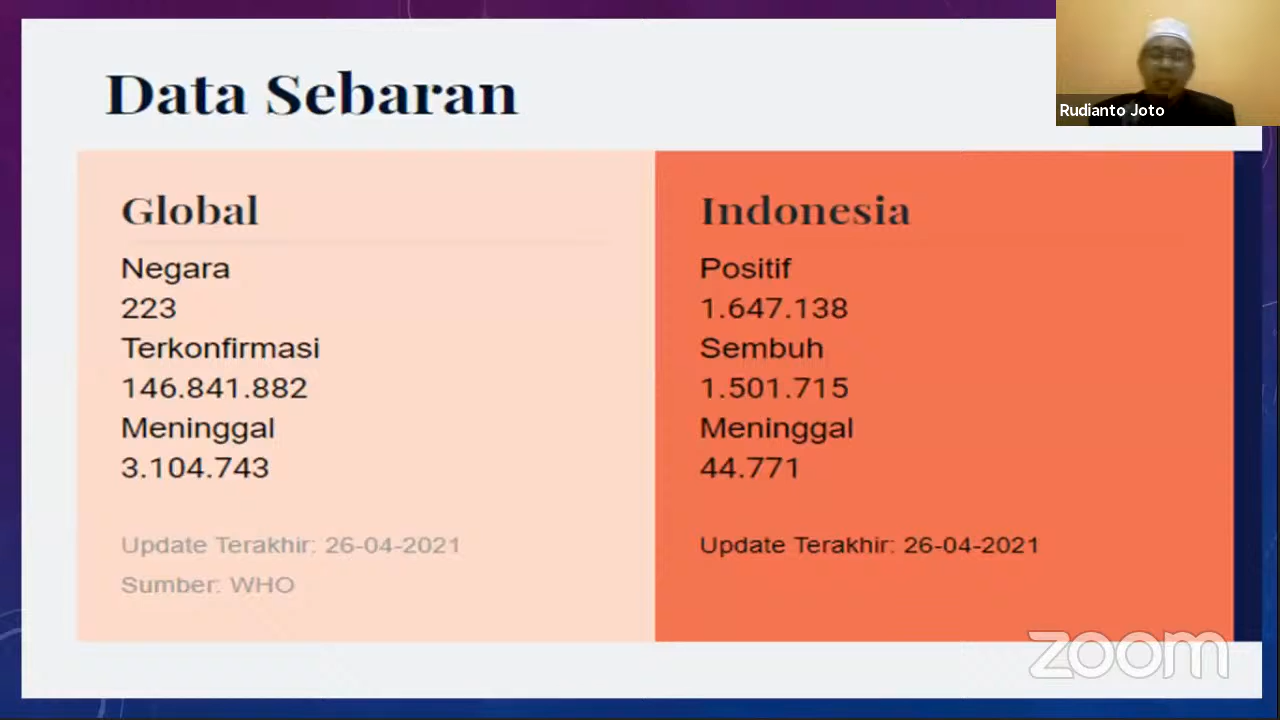 Data Sebaran
Rudianto Joto
Global
Negara
223
Terkonfirmasi
146.841.882
Meninggal
3.104.743
Update Terakhir: 26-04-2021
Sumber: WHO
Indonesia
Positif
1.647.138
Sembuh
1.501.715
Meninggal
44.771
Update Terakhir: 26-04-2021
zoom